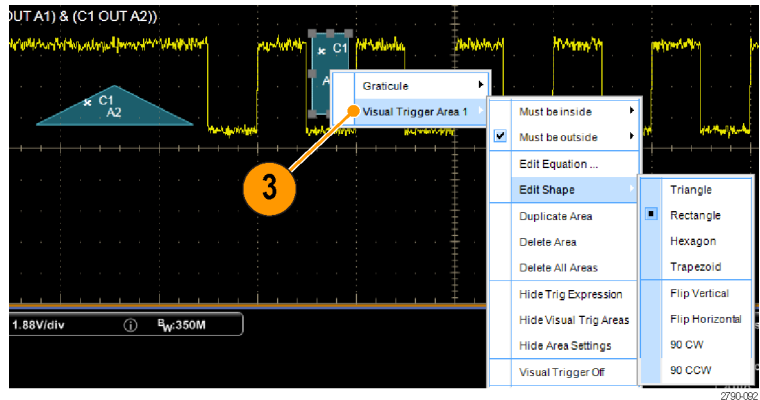 OUT A1) & (C1 OUT A2))
C1
A
C1
A2
Graticule
Visual Trigger Area 1
3
Must be inside
Must be outside
Edit Equation ...
Edit Shape
Duplicate Area
Delete Area
Delete All Areas
Hide Trig Expression
Hide Visual Trig Areas
Hide Area Settings
Visual Trigger Off
Triangle
Rectangle
Hexagon
Trapezoid
Flip Vertical
Flip Horizontal
90 CW
90 CCW
1.88V/div BW:350M
2790-092